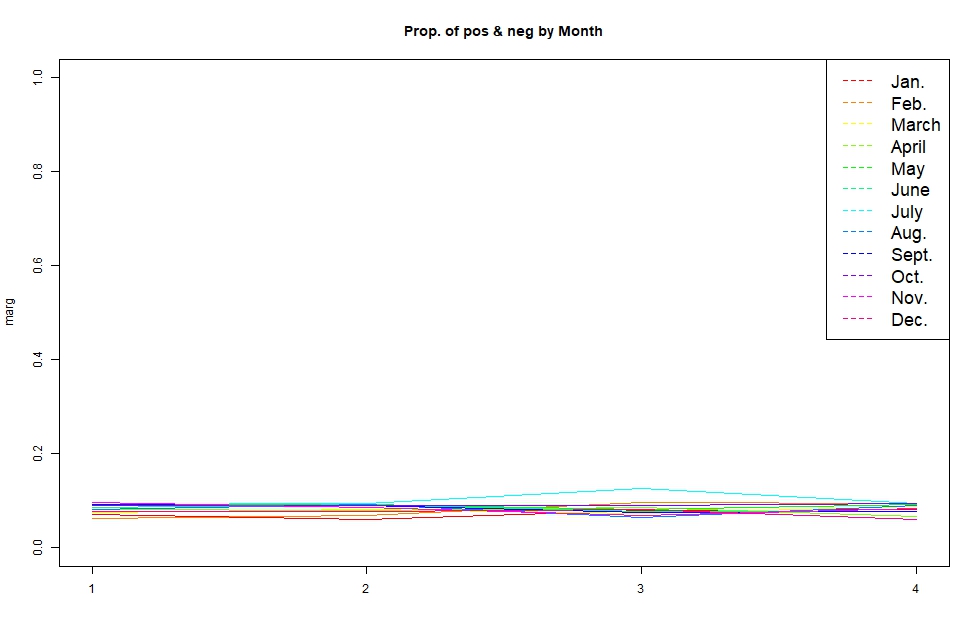 Prop. of pos & neg by Month
1.0
0.8
0.6
0.4
0.2
0.0
marg
1 2 3 4
Jan.
Feb.
March
April
May
June
July
Aug.
Sept.
Oct.
Nov.
Dec.